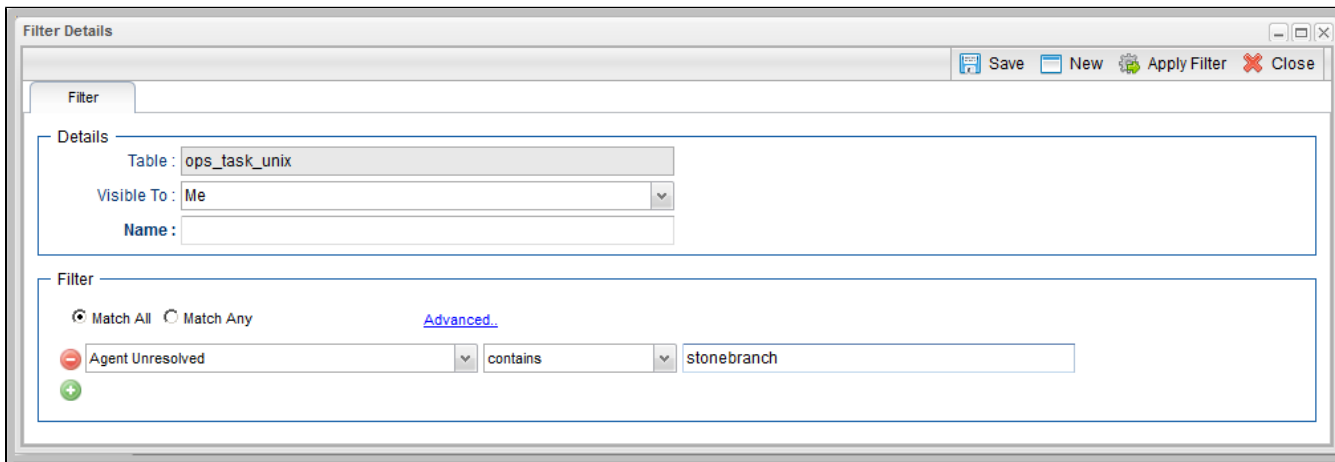 Filter Details
Save New Apply Filter Close
Filter
Details
Table : ops_task_unix
Visible To : Me
Name :
Filter
Match All Match Any Advanced..
Agent Unresolved contains stonebranch